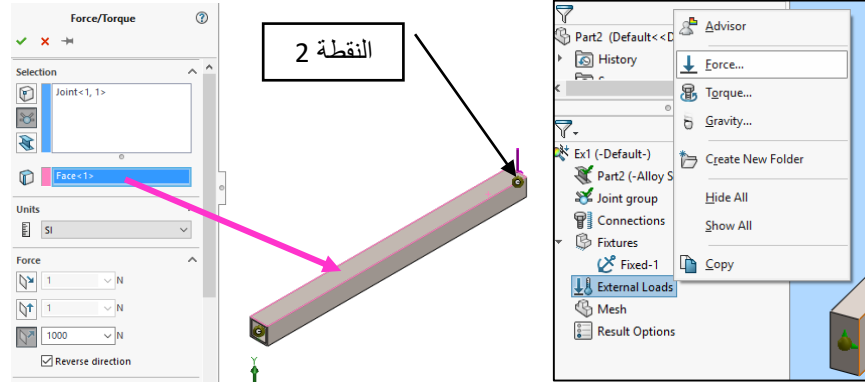 Force/Torque
Selection
Joint<1, 1>
Face<1>
Units
SI
Force
1 N
1 N
1000 N
Reverse direction
النقطة 2
Y
Part2 (Default<<D
History
Ex1 (-Default-)
Part2 (-Alloy S
Joint group
Connections
Fixtures
Fixed-1
External Loads
Mesh
Result Options
Advisor
Force...
Torque...
Gravity...
Create New Folder
Hide All
Show All
Copy